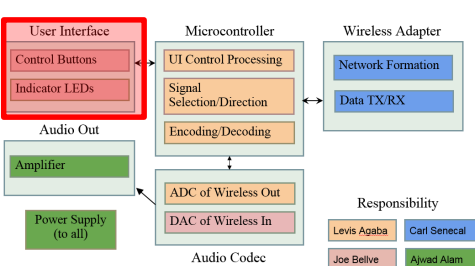 User Interface
Control Buttons
Indicator LEDs
Microcontroller
UI Control Processing
Signal
Selection/Direction
Encoding/Decoding
Wireless Adapter
Network Formation
Data TX/RX
Audio Out
Amplifier
Power Supply
(to all)
ADC of Wireless Out
DAC of Wireless In
Audio Codec
Responsibility
Levis Agaba
Carl Senecal
Joe Bellve
Ajwad Alam